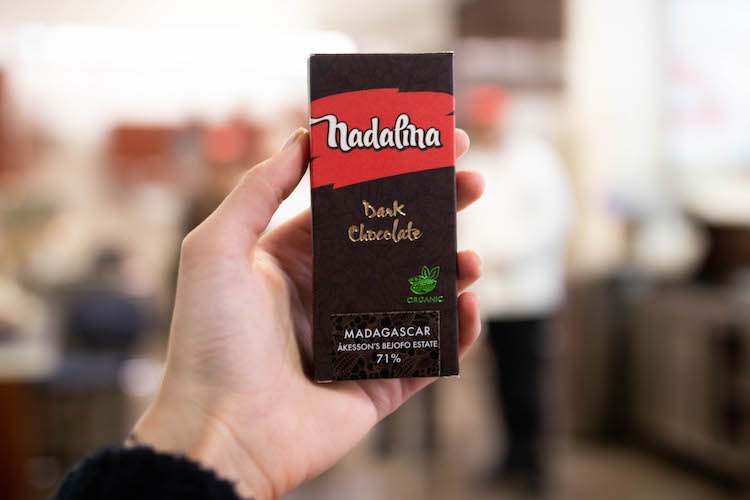 Nadalina
Dark
Chocolate
ORGANIC
MADAGASCAR
ÅKESSON'S BEJOFO ESTATE
71%